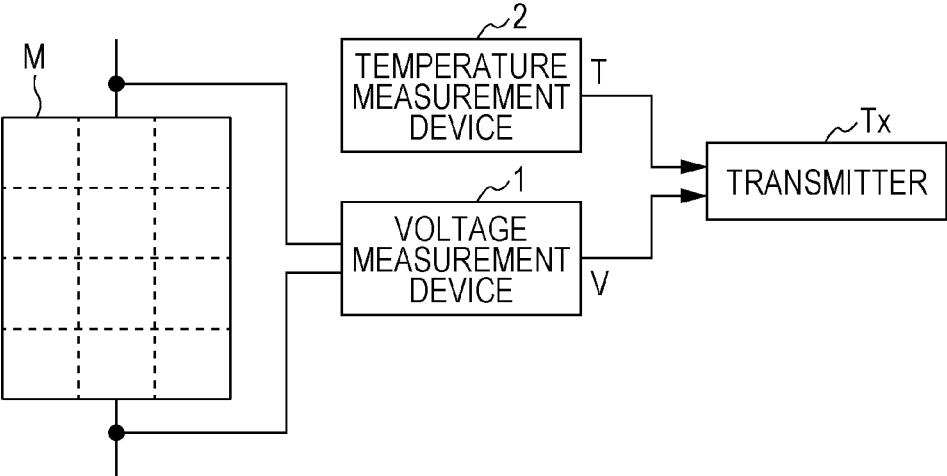 M
2
TEMPERATURE
MEASUREMENT
DEVICE
T
Tx
TRANSMITTER
1
VOLTAGE
MEASUREMENT
DEVICE
V